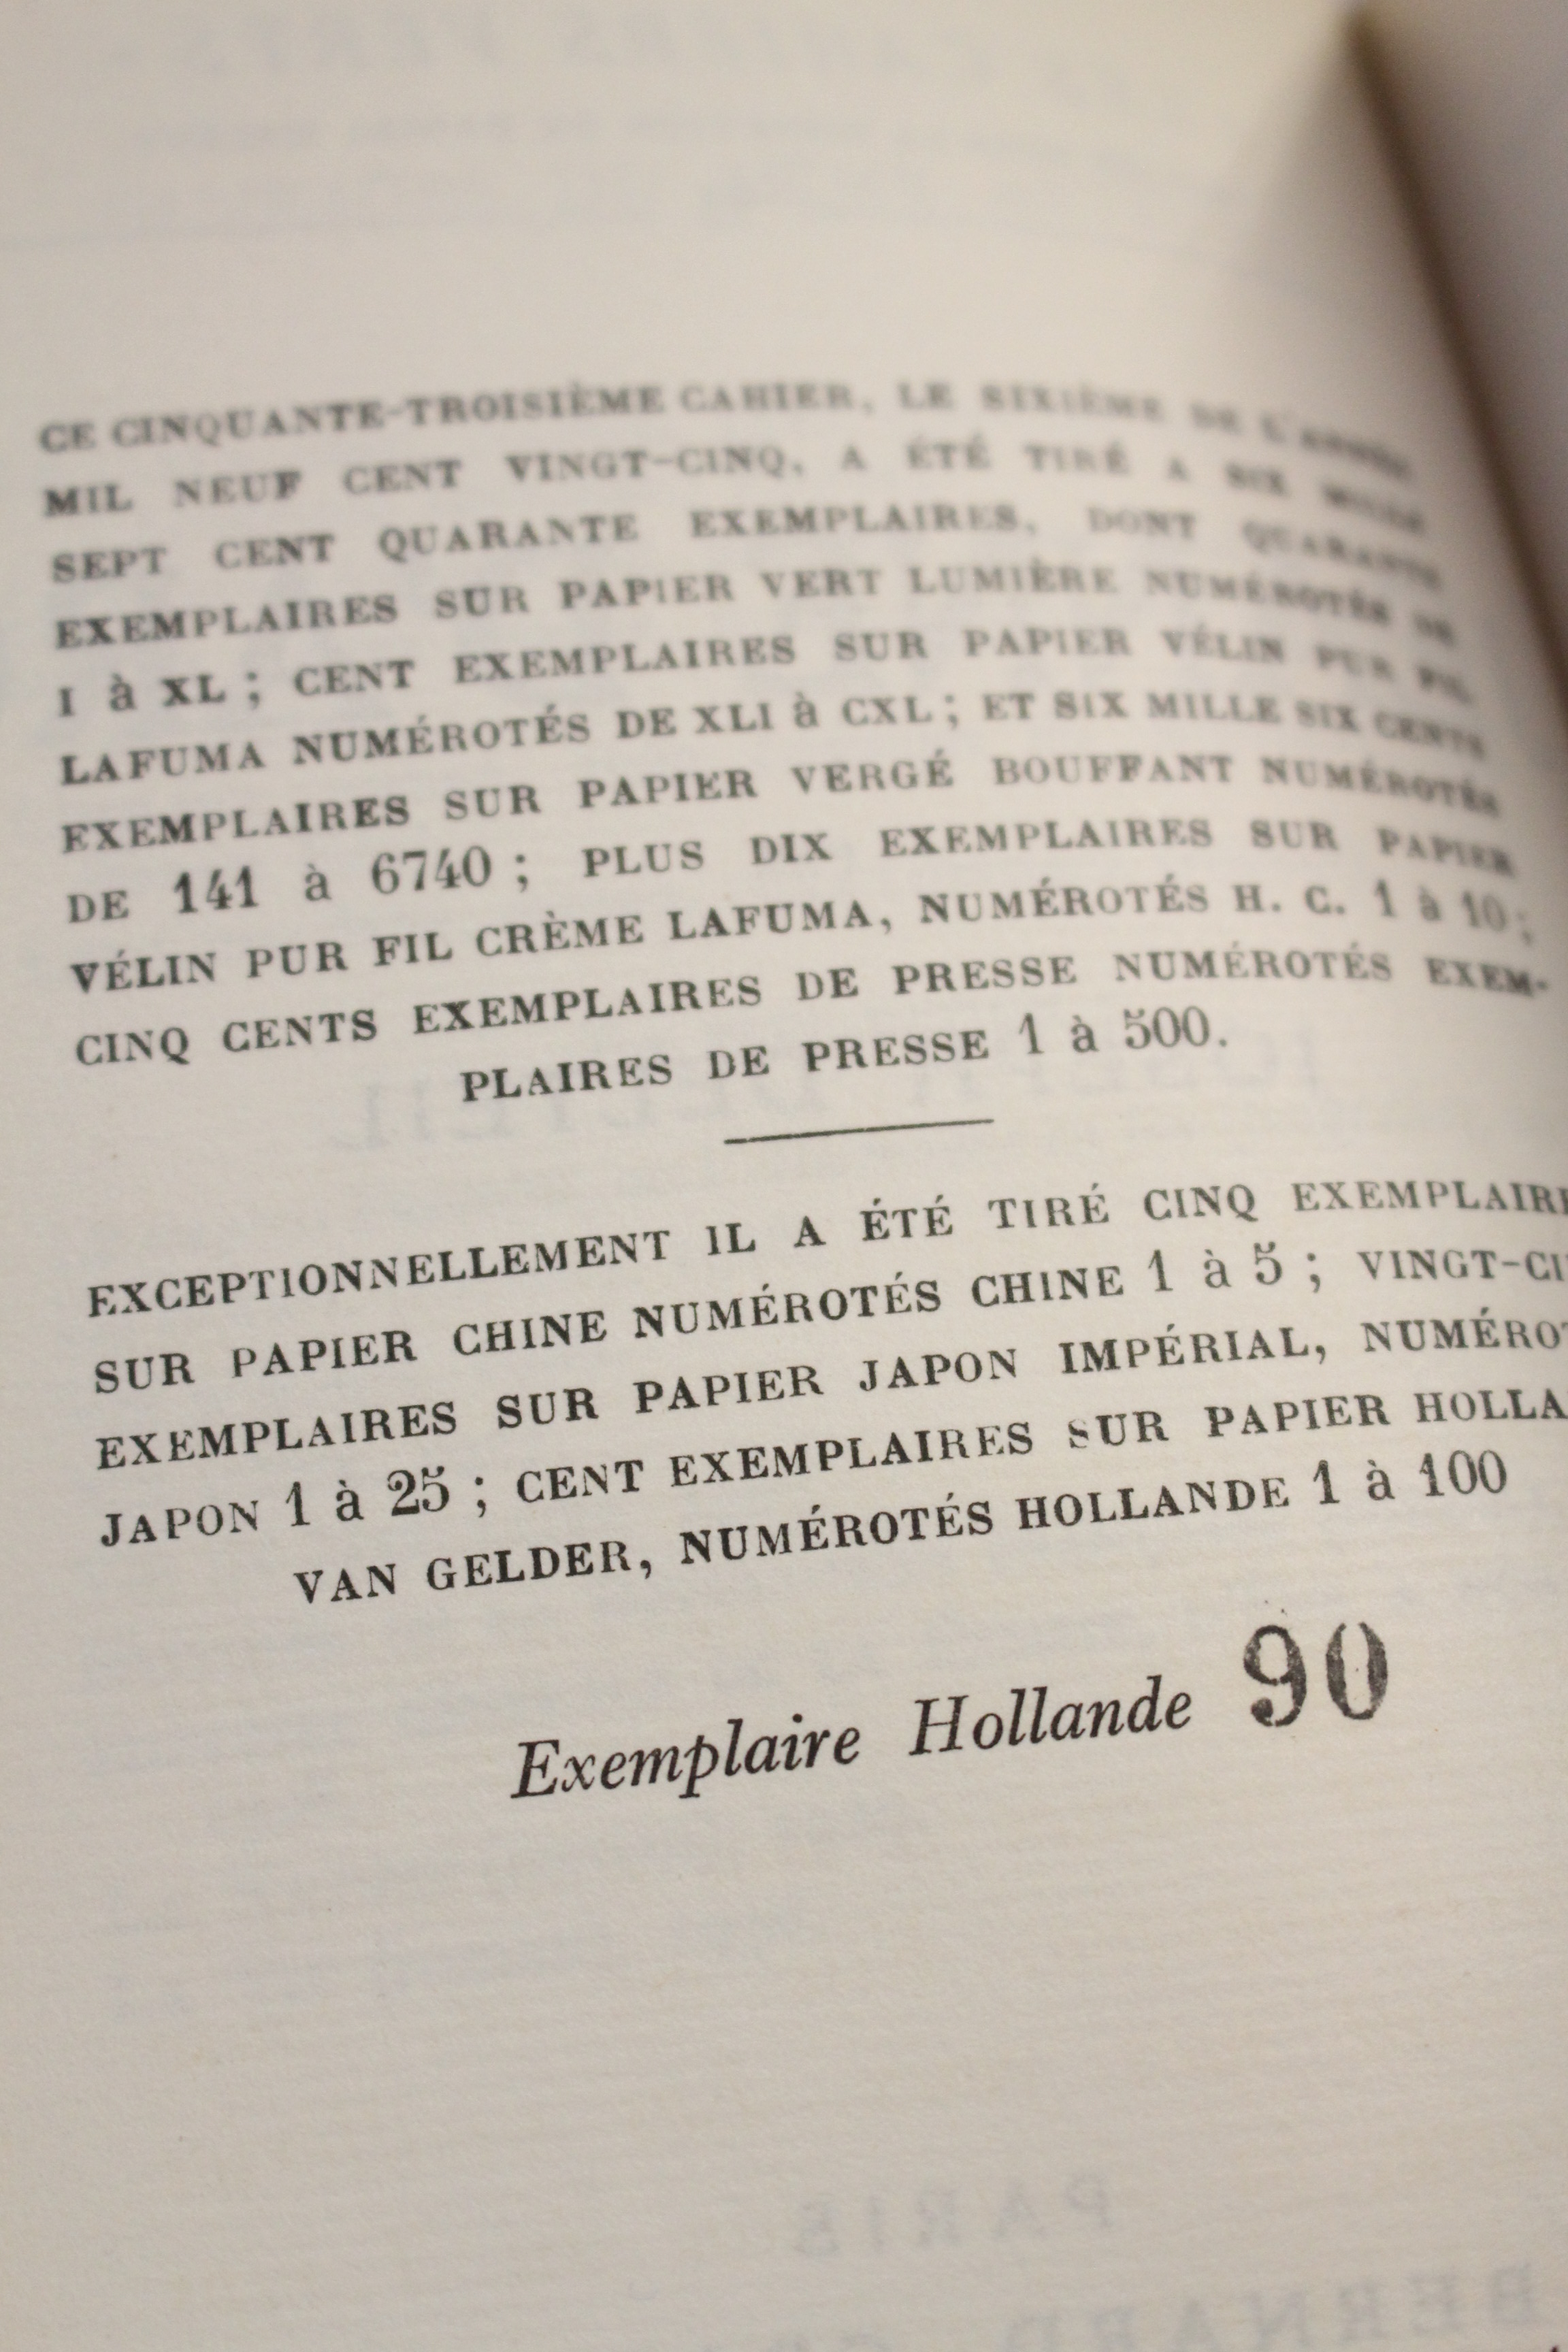 CE CINQUANTE-TROISIÈME CAHIER, LE SIXIÈME DE L'ANNÉE
MIL NEUF CENT VINGT-CINQ, A ÉTÉ TIRÉ A SIX MILLE
SEPT CENT QUARANTE EXEMPLAIRES, DONT QUARANTE
EXEMPLAIRES SUR PAPIER VERT LUMIÈRE NUMÉROTÉS DE
I à XL ; CENT EXEMPLAIRES SUR PAPIER VÉLIN PUR FIL
LAFUMA NUMÉROTÉS DE XLI à CXL ; ET SIX MILLE SIX CENTS
EXEMPLAIRES SUR PAPIER VERGÉ BOUFFANT NUMÉROTÉS
DE 141 à 6740 ; PLUS DIX EXEMPLAIRES SUR PAPIER
VÉLIN PUR FIL CRÈME LAFUMA, NUMÉROTÉS H. C. 1 à 10 ;
CINQ CENTS EXEMPLAIRES DE PRESSE NUMÉROTÉS EXEM-
PLAIRES DE PRESSE 1 à 500.
EXCEPTIONNELLEMENT IL A ÉTÉ TIRÉ CINQ EXEMPLAIRE
SUR PAPIER CHINE NUMÉROTÉS CHINE 1 à 5 ; VINGT-CI
EXEMPLAIRES SUR PAPIER JAPON IMPÉRIAL, NUMÉROT
JAPON 1 à 25 ; CENT EXEMPLAIRES SUR PAPIER HOLLA
VAN GELDER, NUMÉROTÉS HOLLANDE 1 à 100
Exemplaire Hollande 90